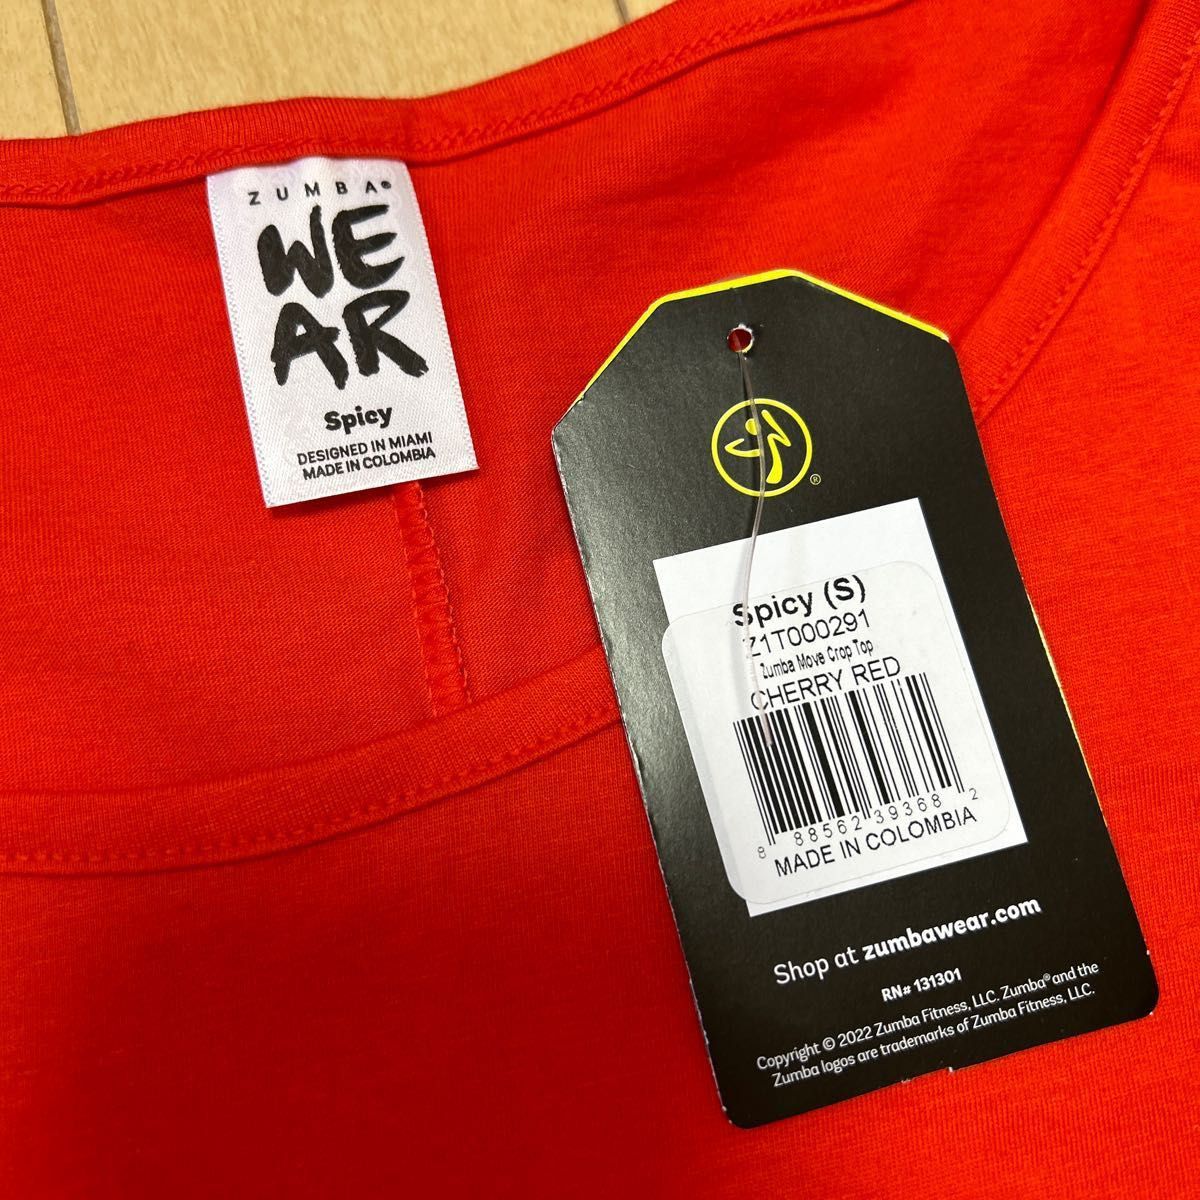 ZUMBA®
WE
AR
Spicy
DESIGNED IN MIAMI
MADE IN COLOMBIA
®
Spicy (S)
Z1T000291
Zumba Move Crop Top
CHERRY RED
8 88562 39368 2
MADE IN COLOMBIA
Shop at zumbawear.com
RN# 131301
Copyright © 2022 Zumba Fitness, LLC. Zumba® and the
Zumba logos are trademarks of Zumba Fitness, LLC.